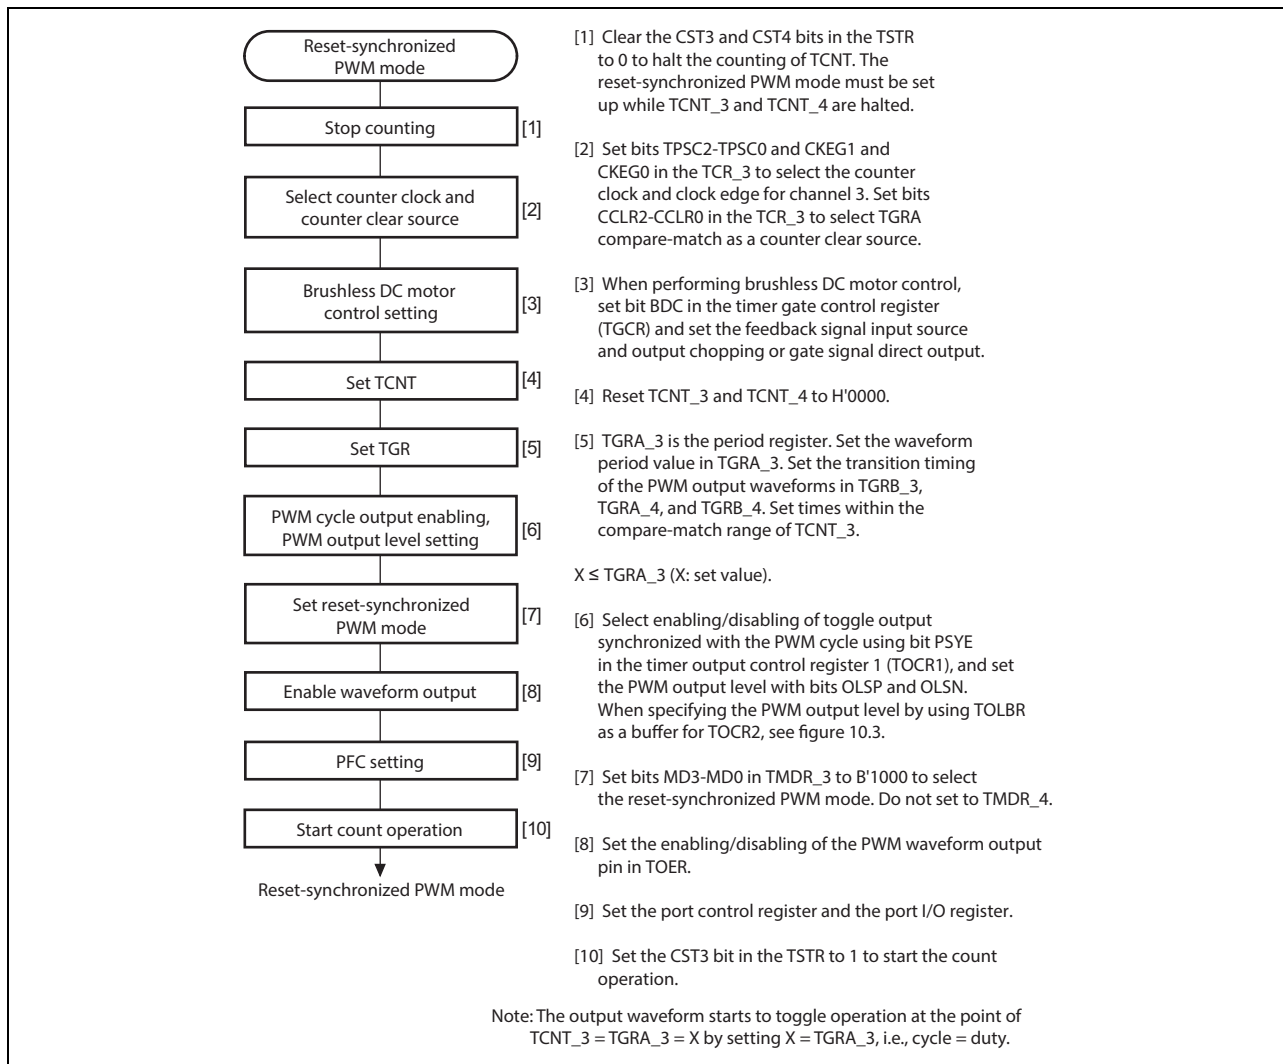 Reset-synchronized
PWM mode
Stop counting
[1]
Select counter clock and
counter clear source
[2]
Brushless DC motor
control setting
[3]
Set TCNT
[4]
Set TGR
[5]
PWM cycle output enabling,
PWM output level setting
[6]
Set reset-synchronized
PWM mode
[7]
Enable waveform output
[8]
PFC setting
[9]
Start count operation
[10]
Reset-synchronized PWM mode
[1] Clear the CST3 and CST4 bits in the TSTR
to 0 to halt the counting of TCNT. The
reset-synchronized PWM mode must be set
up while TCNT_3 and TCNT_4 are halted.
[2] Set bits TPSC2-TPSC0 and CKEG1 and
CKEG0 in the TCR_3 to select the counter
clock and clock edge for channel 3. Set bits
CCLR2-CCLR0 in the TCR_3 to select TGRA
compare-match as a counter clear source.
[3] When performing brushless DC motor control,
set bit BDC in the timer gate control register
(TGCR) and set the feedback signal input source
and output chopping or gate signal direct output.
[4] Reset TCNT_3 and TCNT_4 to H'0000.
[5] TGRA_3 is the period register. Set the waveform
period value in TGRA_3. Set the transition timing
of the PWM output waveforms in TGRB_3,
TGRA_4, and TGRB_4. Set times within the
compare-match range of TCNT_3.
X ≤ TGRA_3 (X: set value).
[6] Select enabling/disabling of toggle output
synchronized with the PWM cycle using bit PSYE
in the timer output control register 1 (TOCR1), and set
the PWM output level with bits OLSP and OLSN.
When specifying the PWM output level by using TOLBR
as a buffer for TOCR2, see figure 10.3.
[7] Set bits MD3-MD0 in TMDR_3 to B'1000 to select
the reset-synchronized PWM mode. Do not set to TMDR_4.
[8] Set the enabling/disabling of the PWM waveform output
pin in TOER.
[9] Set the port control register and the port I/O register.
[10] Set the CST3 bit in the TSTR to 1 to start the count
operation.
Note: The output waveform starts to toggle operation at the point of
TCNT_3 = TGRA_3 = X by setting X = TGRA_3, i.e., cycle = duty.